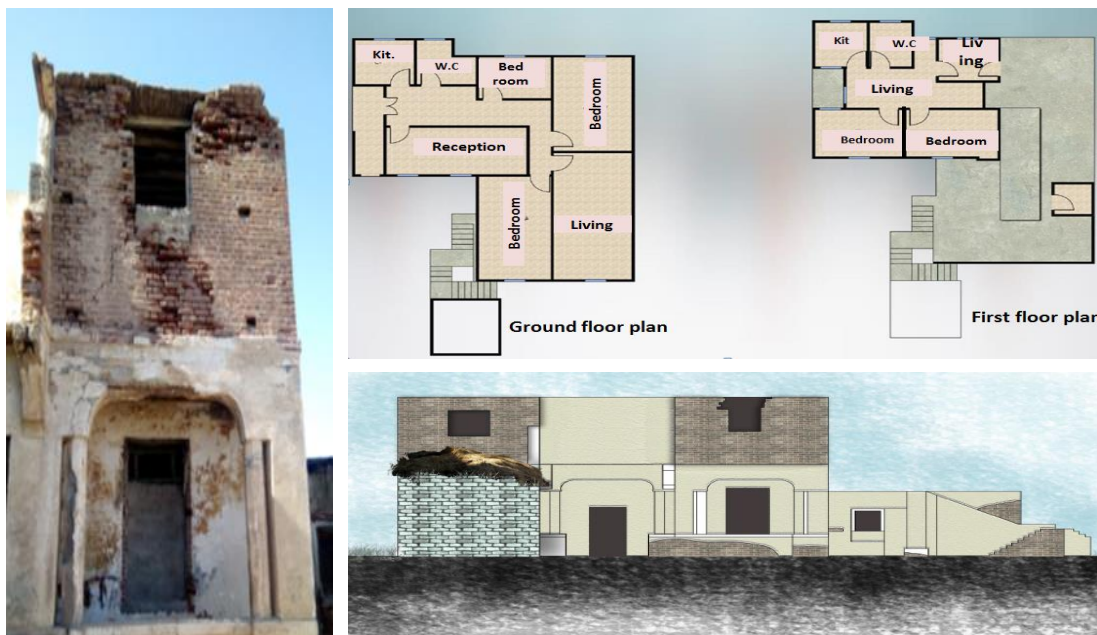 Kit.
W.C
Bed
room
Bedroom
Reception
Bedroom
Living
Ground floor plan
Kit
W.C
Liv
ing
Living
Bedroom
Bedroom
First floor plan